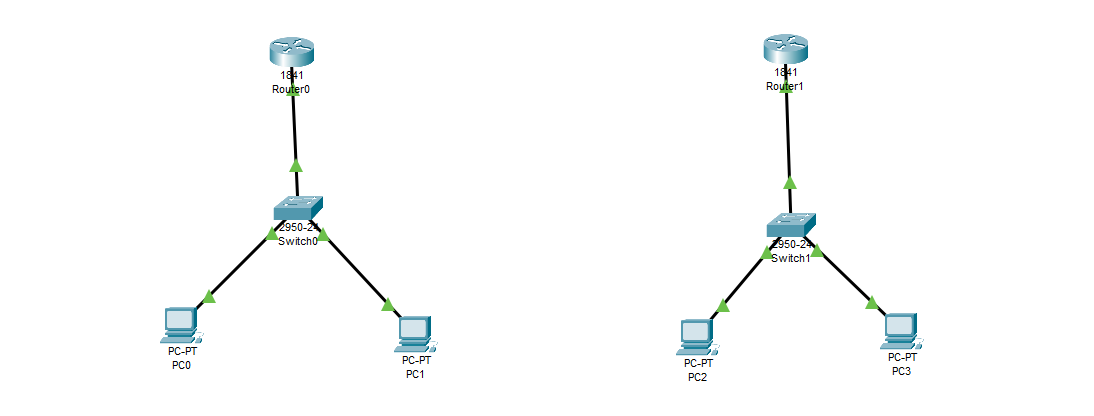 1841
Router0
1841
Router1
2950-24
Switch0
2950-24
Switch1
PC-PT
PC0
PC-PT
PC1
PC-PT
PC2
PC-PT
PC3